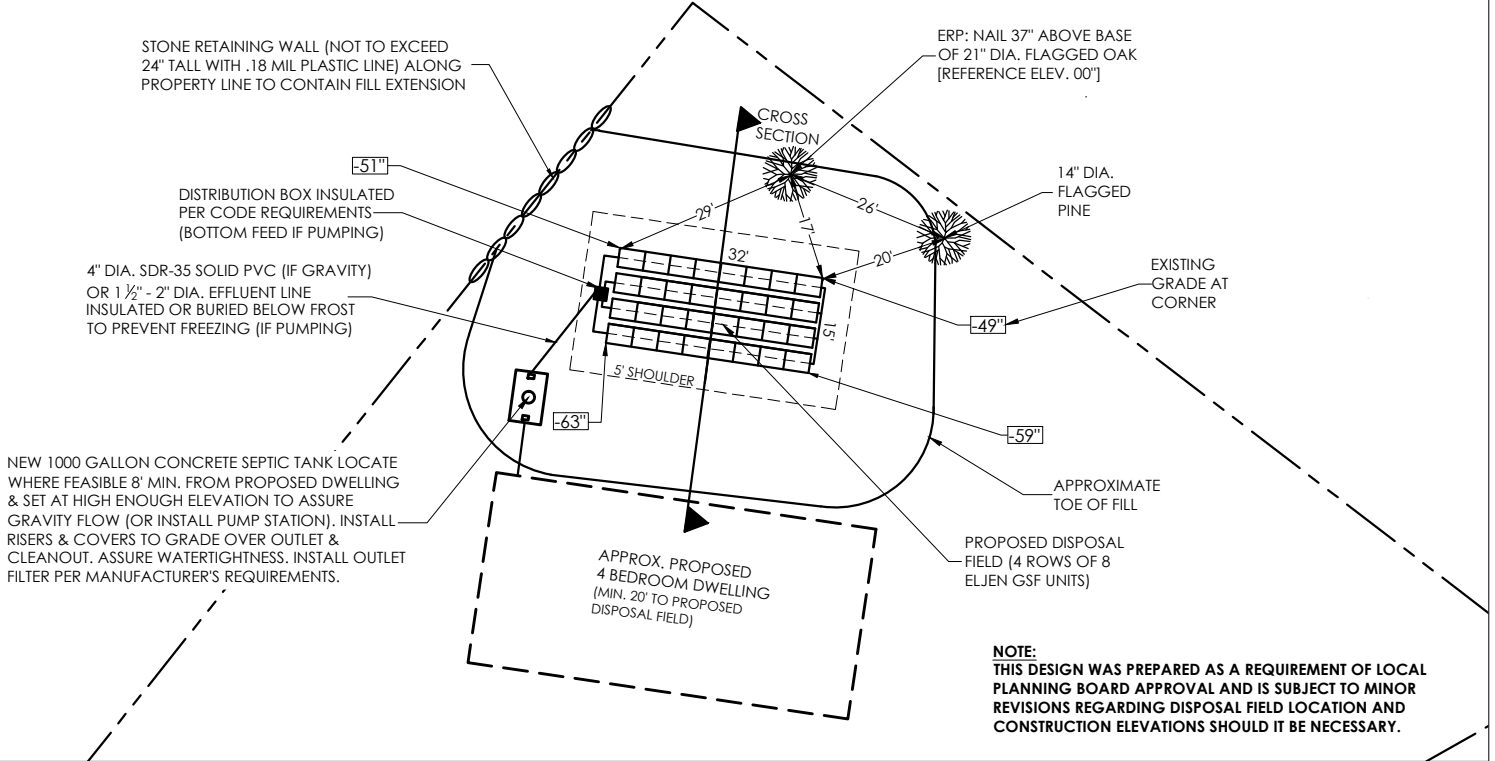 STONE RETAINING WALL (NOT TO EXCEED
24" TALL WITH .18 MIL PLASTIC LINE) ALONG
PROPERTY LINE TO CONTAIN FILL EXTENSION
ERP: NAIL 37" ABOVE BASE
OF 21" DIA. FLAGGED OAK
[REFERENCE ELEV. 00"]
CROSS
SECTION
-51"
14" DIA.
FLAGGED
PINE
DISTRIBUTION BOX INSULATED
PER CODE REQUIREMENTS
(BOTTOM FEED IF PUMPING)
29'
26'
17'
20'
32'
15'
4" DIA. SDR-35 SOLID PVC (IF GRAVITY)
OR 1 ½" - 2" DIA. EFFLUENT LINE
INSULATED OR BURIED BELOW FROST
TO PREVENT FREEZING (IF PUMPING)
EXISTING
GRADE AT
CORNER
-49"
5' SHOULDER
-63"
-59"
NEW 1000 GALLON CONCRETE SEPTIC TANK LOCATE
WHERE FEASIBLE 8' MIN. FROM PROPOSED DWELLING
& SET AT HIGH ENOUGH ELEVATION TO ASSURE
GRAVITY FLOW (OR INSTALL PUMP STATION). INSTALL
RISERS & COVERS TO GRADE OVER OUTLET &
CLEANOUT. ASSURE WATERTIGHTNESS. INSTALL OUTLET
FILTER PER MANUFACTURER'S REQUIREMENTS.
APPROXIMATE
TOE OF FILL
PROPOSED DISPOSAL
FIELD (4 ROWS OF 8
ELJEN GSF UNITS)
APPROX. PROPOSED
4 BEDROOM DWELLING
(MIN. 20' TO PROPOSED
DISPOSAL FIELD)
NOTE:
THIS DESIGN WAS PREPARED AS A REQUIREMENT OF LOCAL
PLANNING BOARD APPROVAL AND IS SUBJECT TO MINOR
REVISIONS REGARDING DISPOSAL FIELD LOCATION AND
CONSTRUCTION ELEVATIONS SHOULD IT BE NECESSARY.